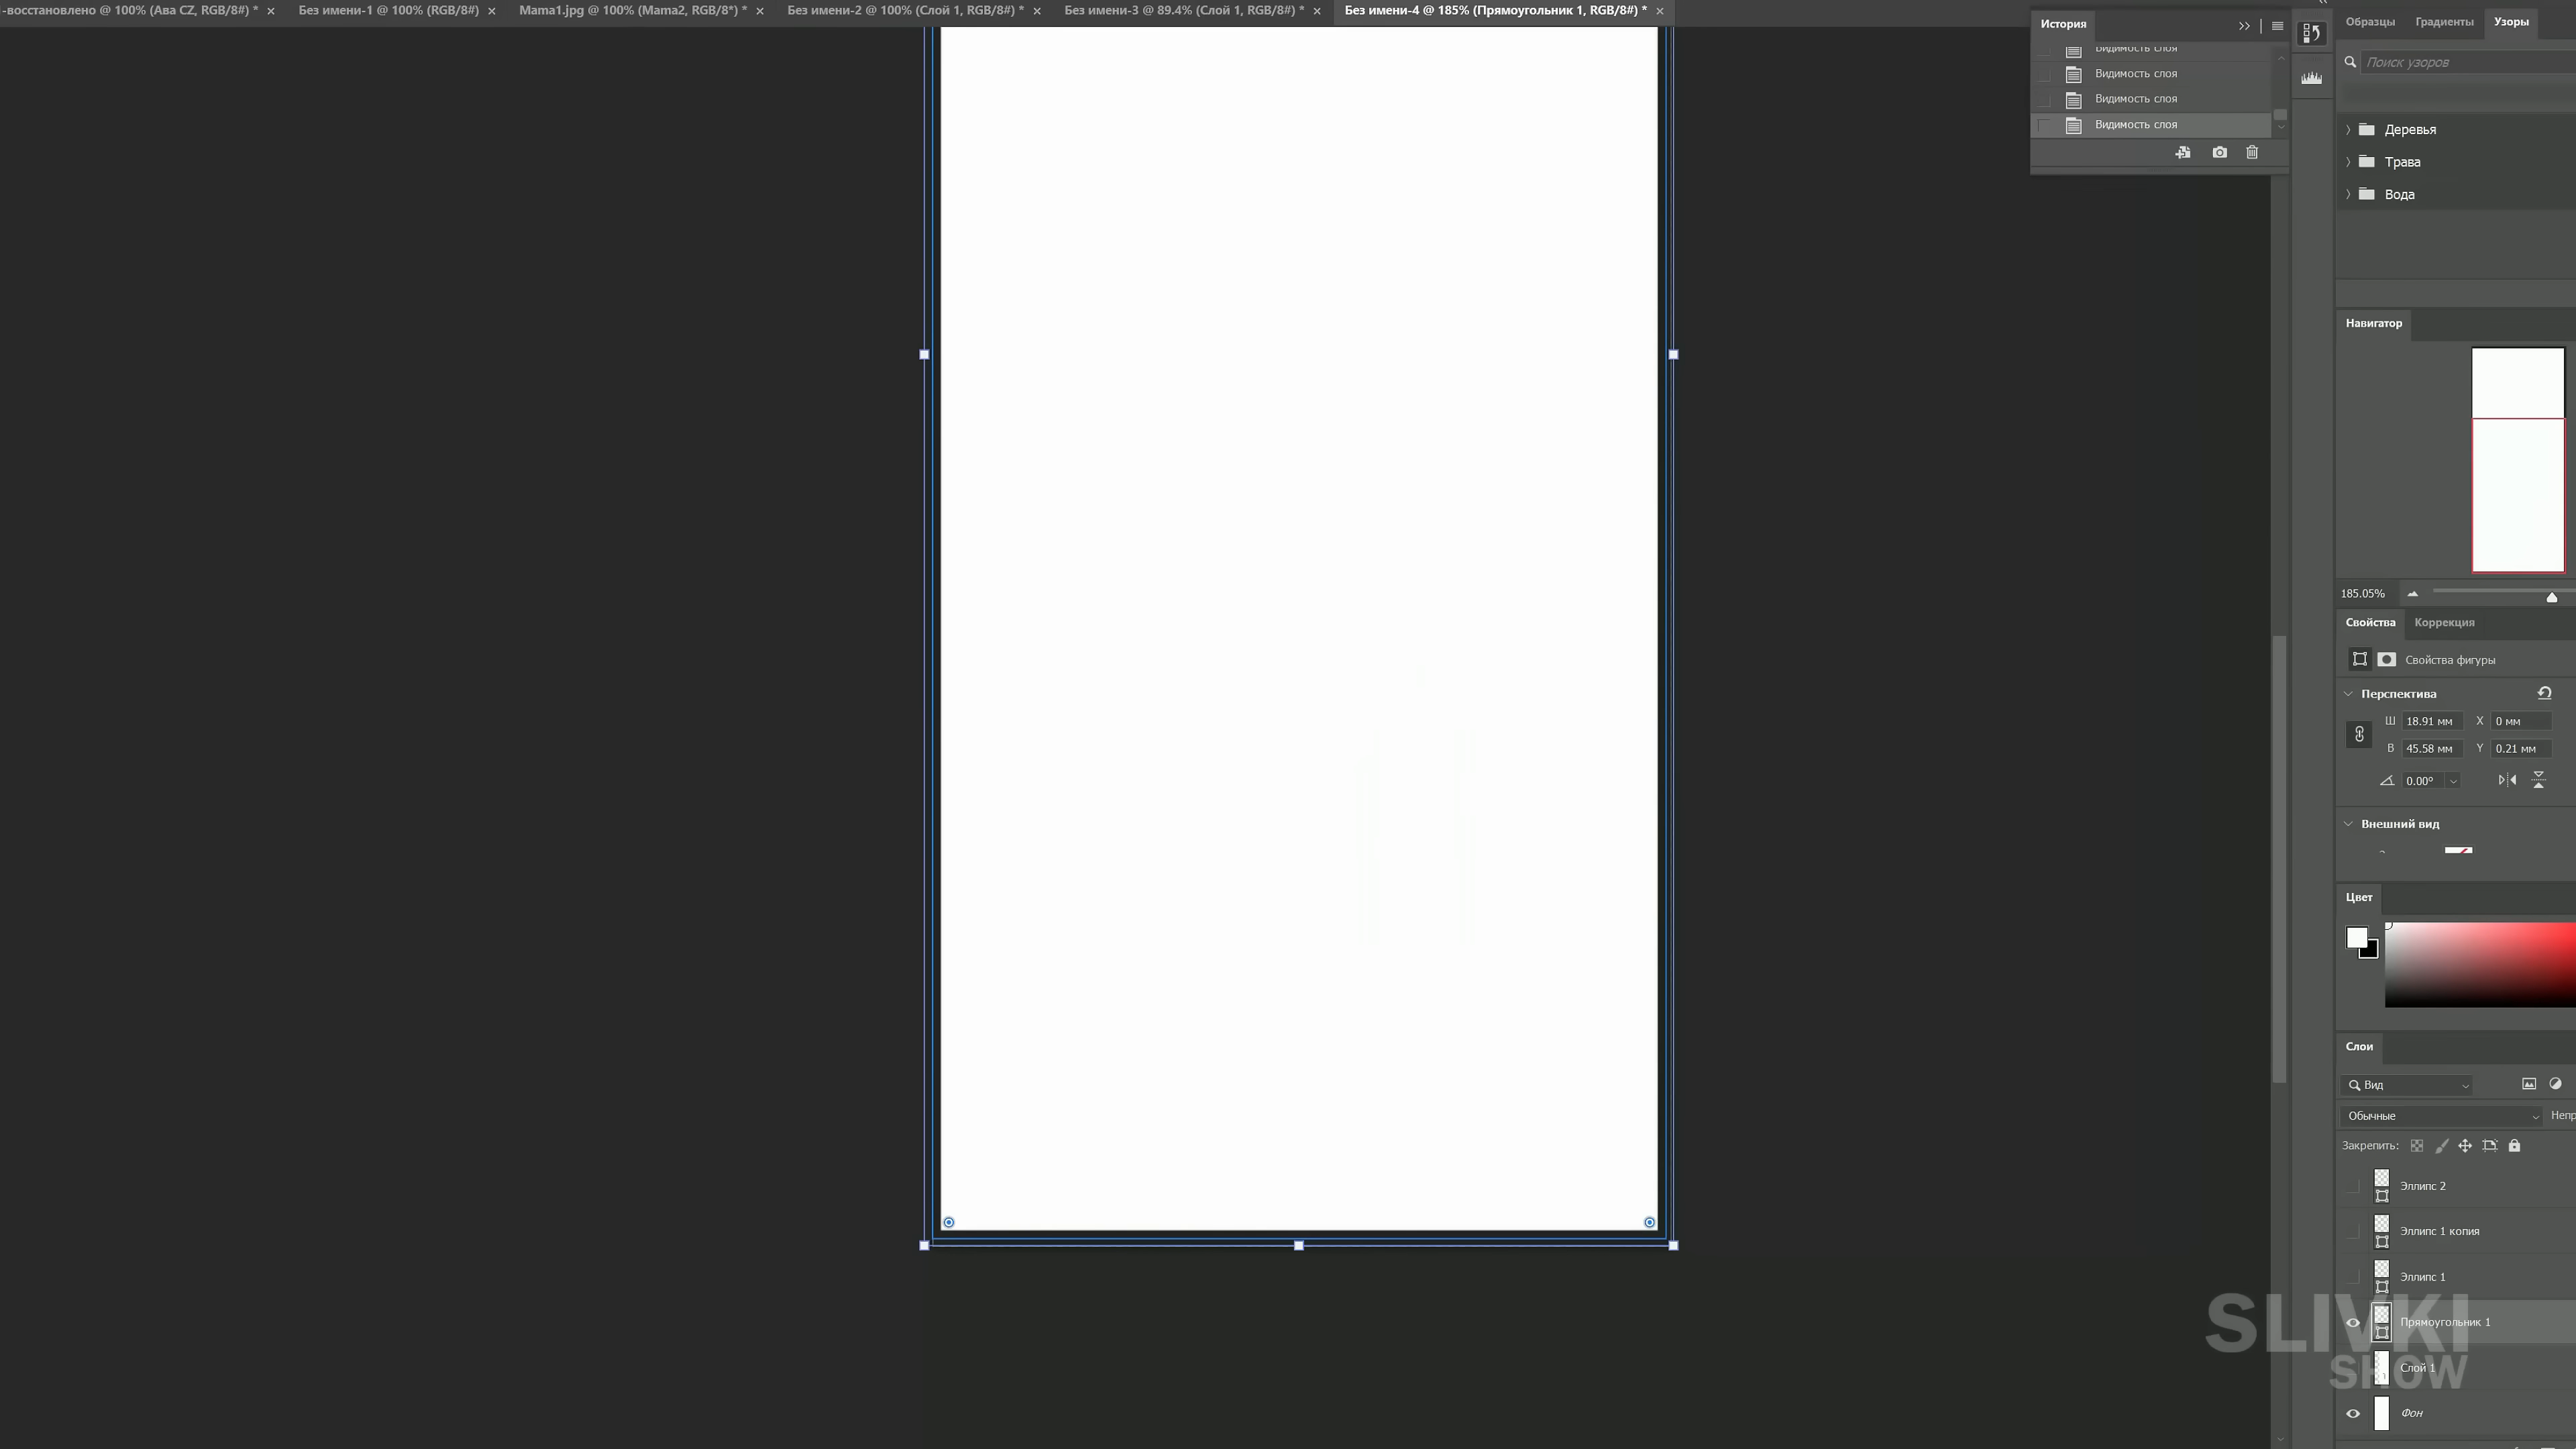 -восстановлено @ 100% (Ава CZ, RGB/8#) * ×
Без имени-1 @ 100% (RGB/8#) ×
Mama1.jpg @ 100% (Mama2, RGB/8*) * ×
Без имени-2 @ 100% (Слой 1, RGB/8#) * ×
Без имени-3 @ 89.4% (Слой 1, RGB/8#) * ×
Без имени-4 @ 185% (Прямоугольник 1, RGB/8#) * ×
История
Видимость слоя
Видимость слоя
Видимость слоя
Видимость слоя
Образцы Градиенты Узоры
Поиск узоров
Деревья
Трава
Вода
Навигатор
185.05%
Свойства Коррекция
Свойства фигуры
Перспектива
Ш 18.91 мм X 0 мм
В 45.58 мм Y 0.21 мм
0.00°
Внешний вид
Цвет
Слои
Вид
Обычные Непр
Закрепить:
Эллипс 2
Эллипс 1 копия
Эллипс 1
Прямоугольник 1
Слой 1
Фон
SLIVKI
SHOW